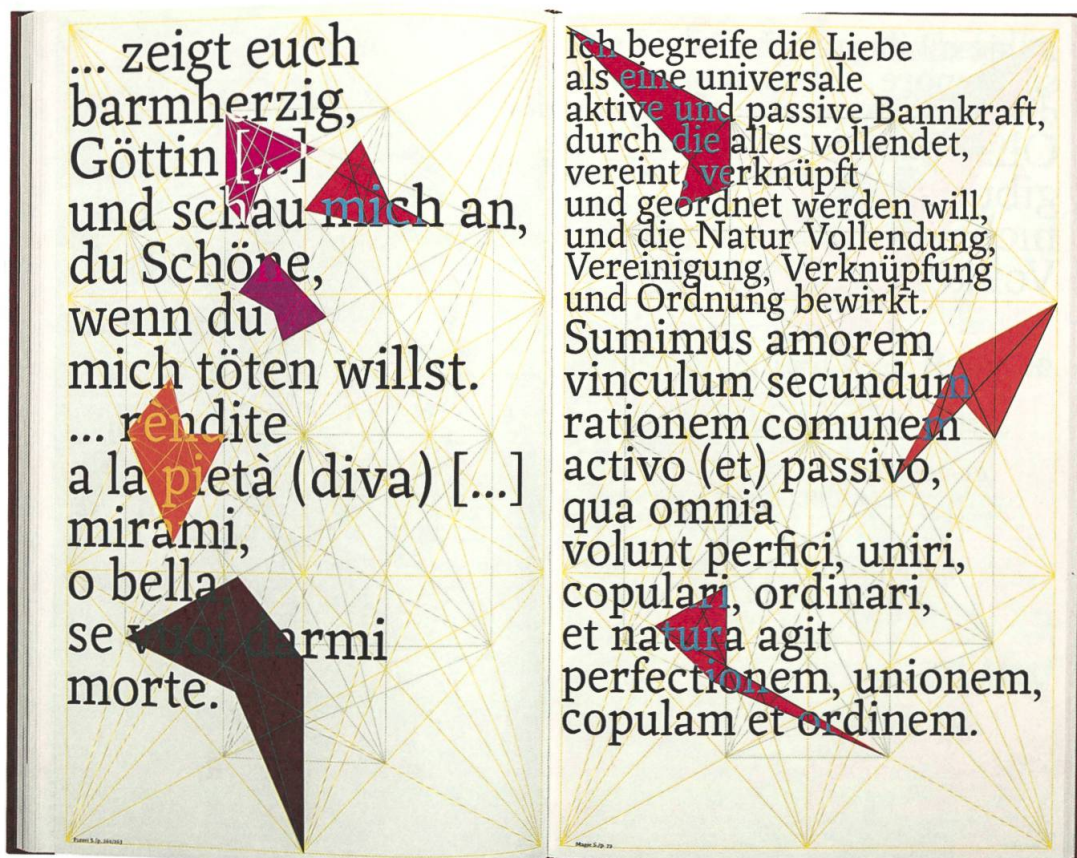 ... zeigt euch
barmherzig,
Göttin [...]
und schau mich an,
du Schöne,
wenn du
mich töten willst.
... rendite
a la pietà (diva) [...]
mirami,
o bella,
se vuoi darmi
morte.
Ich begreife die Liebe
als eine universale
aktive und passive Bannkraft,
durch die alles vollendet,
vereint, verknüpft
und geordnet werden will,
und die Natur Vollendung,
Vereinigung, Verknüpfung
und Ordnung bewirkt.
Sumimus amorem
vinculum secundum
rationem comunem
activo (et) passivo,
qua omnia
volunt perfici, uniri,
copulari, ordinari,
et natura agit
perfectionem, unionem,
copulam et ordinem.